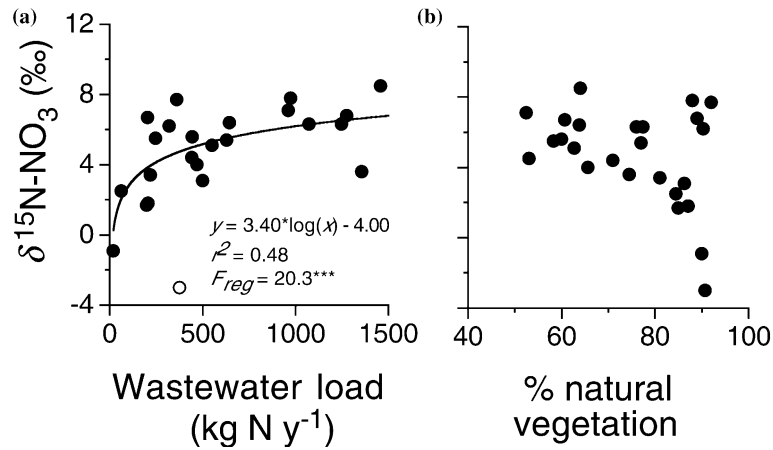 (a)
(b)
12
8
4
0
-4
δ¹⁵N-NO₃ (‰)
y = 3.40*log(x) - 4.00
r² = 0.48
Freg = 20.3***
0 500 1000 1500
40 60 80 100
Wastewater load
(kg N y⁻¹)
% natural
vegetation